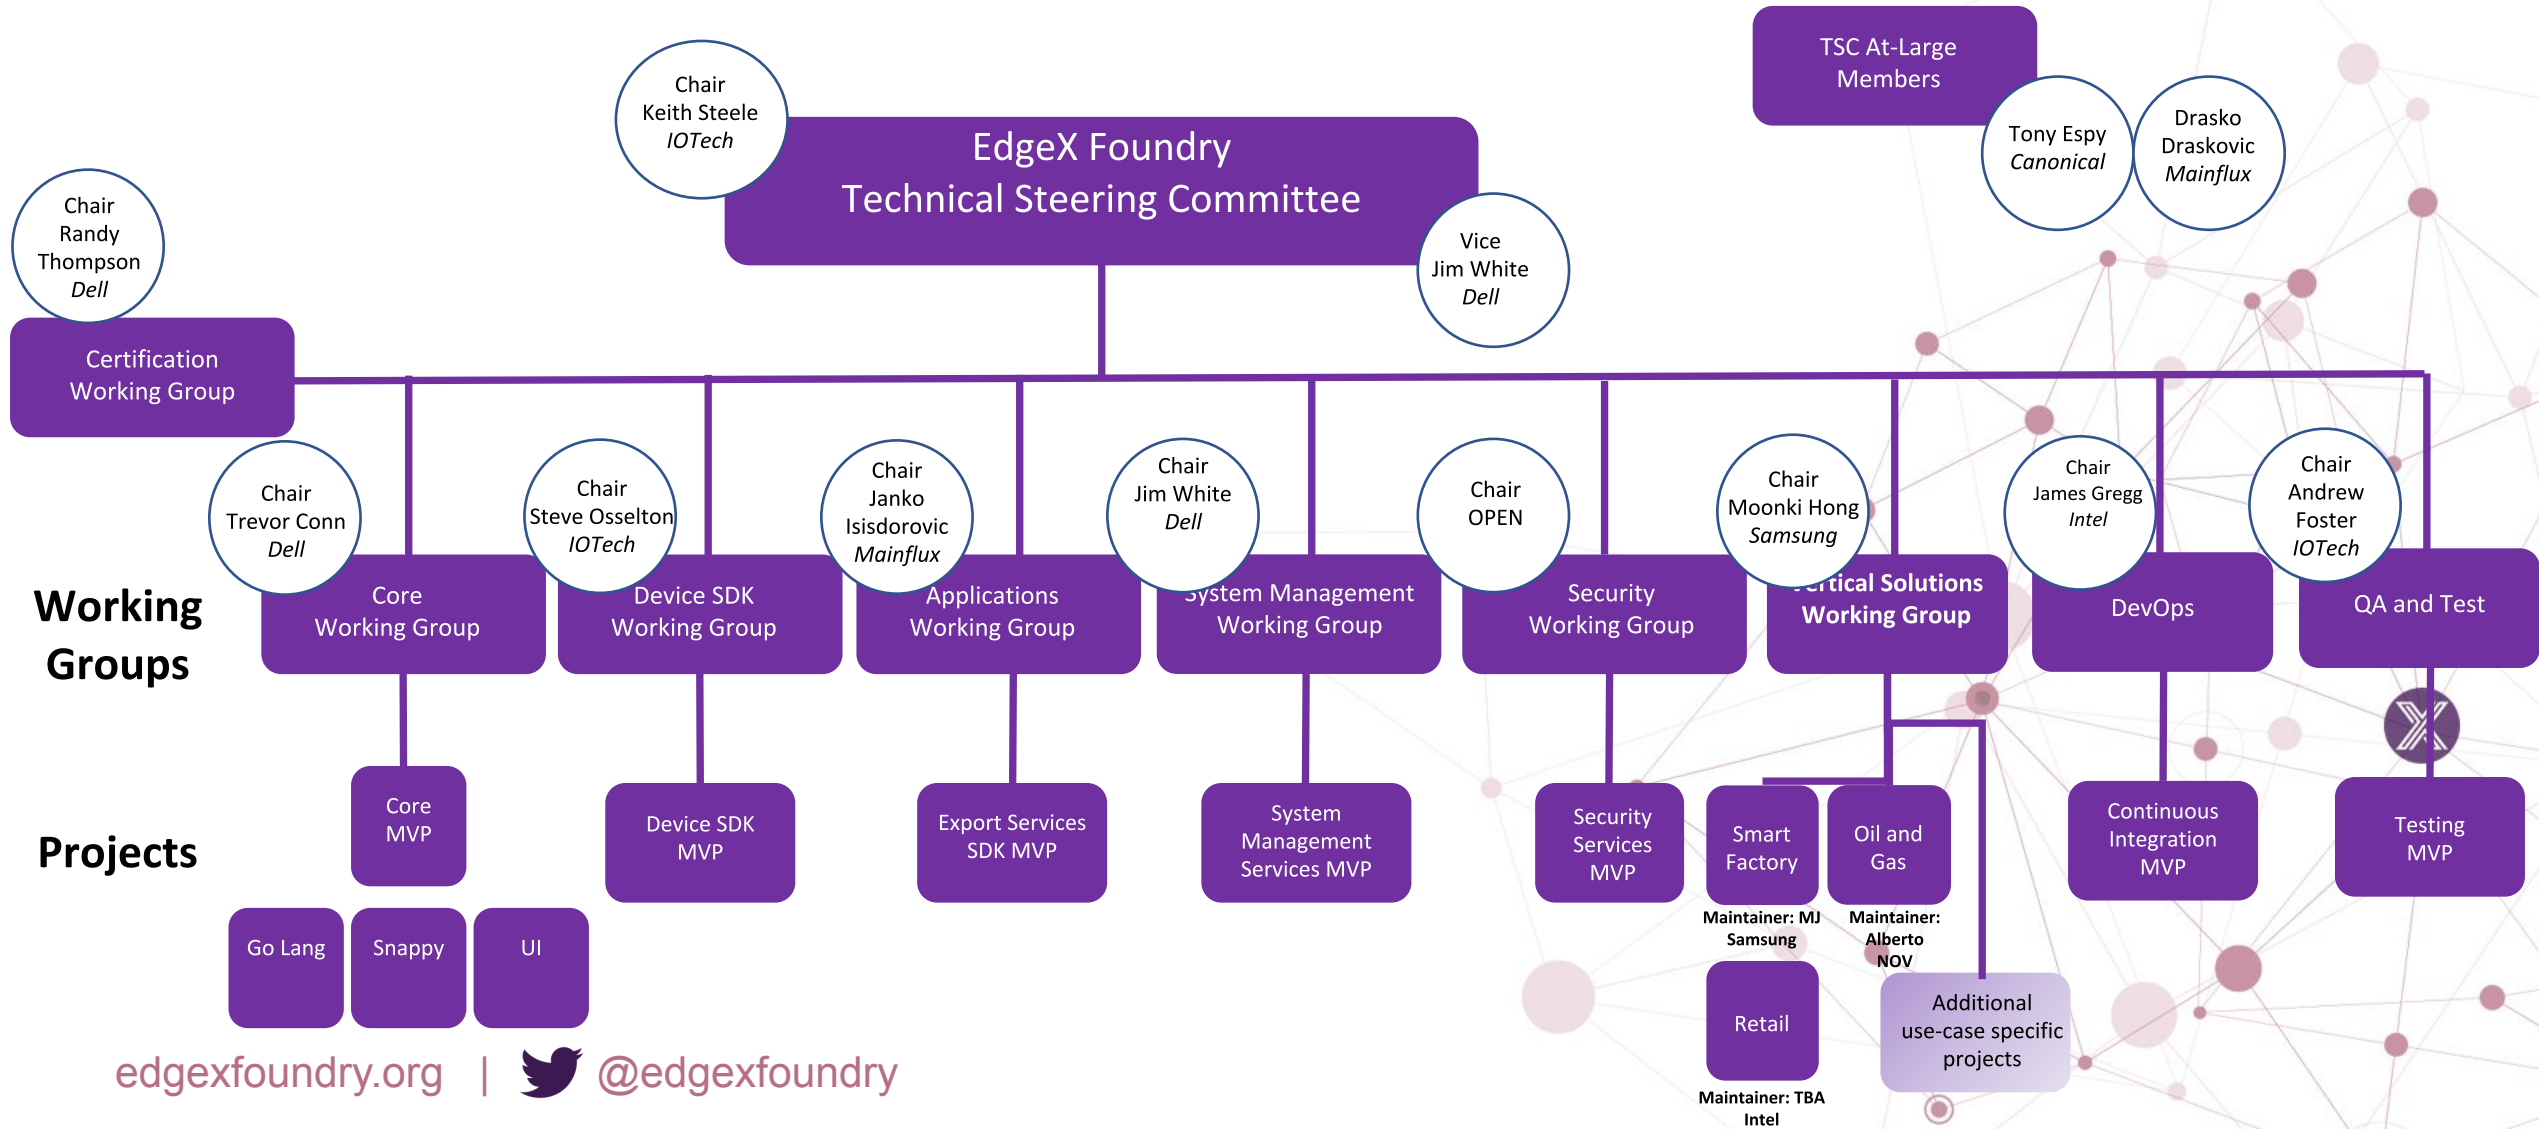 TSC At-Large
Members
Tony Espy
Canonical
Drasko
Draskovic
Mainflux
Chair
Keith Steele
IOTech
EdgeX Foundry
Technical Steering Committee
Vice
Jim White
Dell
Chair
Randy
Thompson
Dell
Certification
Working Group
Chair
Trevor Conn
Dell
Chair
Steve Osselton
IOTech
Chair
Janko
Isisdorovic
Mainflux
Chair
Jim White
Dell
Chair
OPEN
Chair
Moonki Hong
Samsung
Chair
James Gregg
Intel
Chair
Andrew
Foster
IOTech
Working
Groups
Core
Working Group
Device SDK
Working Group
Applications
Working Group
System Management
Working Group
Security
Working Group
Vertical Solutions
Working Group
DevOps
QA and Test
Projects
Core
MVP
Device SDK
MVP
Export Services
SDK MVP
System
Management
Services MVP
Security
Services
MVP
Smart
Factory
Maintainer: MJ
Samsung
Oil and
Gas
Maintainer:
Alberto
NOV
Continuous
Integration
MVP
Testing
MVP
Go Lang
Snappy
UI
Retail
Maintainer: TBA
Intel
Additional
use-case specific
projects
edgexfoundry.org | @edgexfoundry